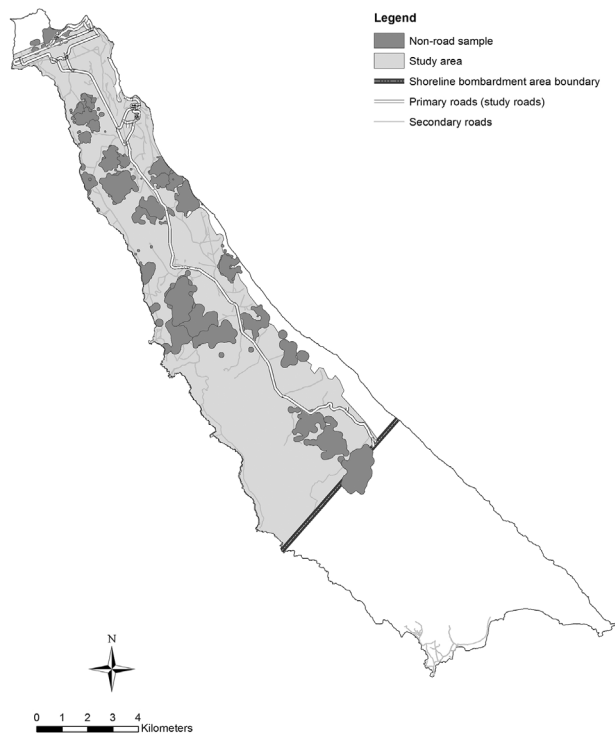 Legend
Non-road sample
Study area
Shoreline bombardment area boundary
Primary roads (study roads)
Secondary roads
N
0 1 2 3 4
Kilometers